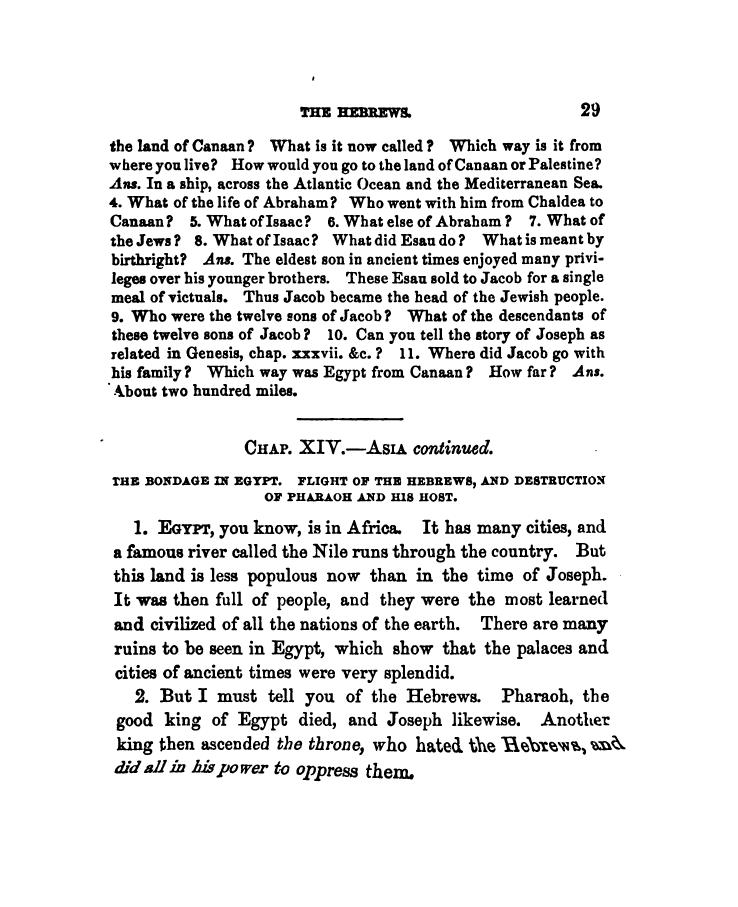 THE HEBREWS. 29
the land of Canaan? What is it now called? Which way is it from
where you live? How would you go to the land of Canaan or Palestine?
Ans. In a ship, across the Atlantic Ocean and the Mediterranean Sea.
4. What of the life of Abraham? Who went with him from Chaldea to
Canaan? 5. What of Isaac? 6. What else of Abraham? 7. What of
the Jews? 8. What of Isaac? What did Esau do? What is meant by
birthright? Ans. The eldest son in ancient times enjoyed many privi-
leges over his younger brothers. These Esau sold to Jacob for a single
meal of victuals. Thus Jacob became the head of the Jewish people.
9. Who were the twelve sons of Jacob? What of the descendants of
these twelve sons of Jacob? 10. Can you tell the story of Joseph as
related in Genesis, chap. xxxvii. &c.? 11. Where did Jacob go with
his family? Which way was Egypt from Canaan? How far? Ans.
About two hundred miles.
CHAP. XIV.—ASIA continued.
THE BONDAGE IN EGYPT. FLIGHT OF THE HEBREWS, AND DESTRUCTION
OF PHARAOH AND HIS HOST.
1. EGYPT, you know, is in Africa. It has many cities, and
a famous river called the Nile runs through the country. But
this land is less populous now than in the time of Joseph.
It was then full of people, and they were the most learned
and civilized of all the nations of the earth. There are many
ruins to be seen in Egypt, which show that the palaces and
cities of ancient times were very splendid.
2. But I must tell you of the Hebrews. Pharaoh, the
good king of Egypt died, and Joseph likewise. Another
king then ascended the throne, who hated the Hebrews, and
did all in his power to oppress them.